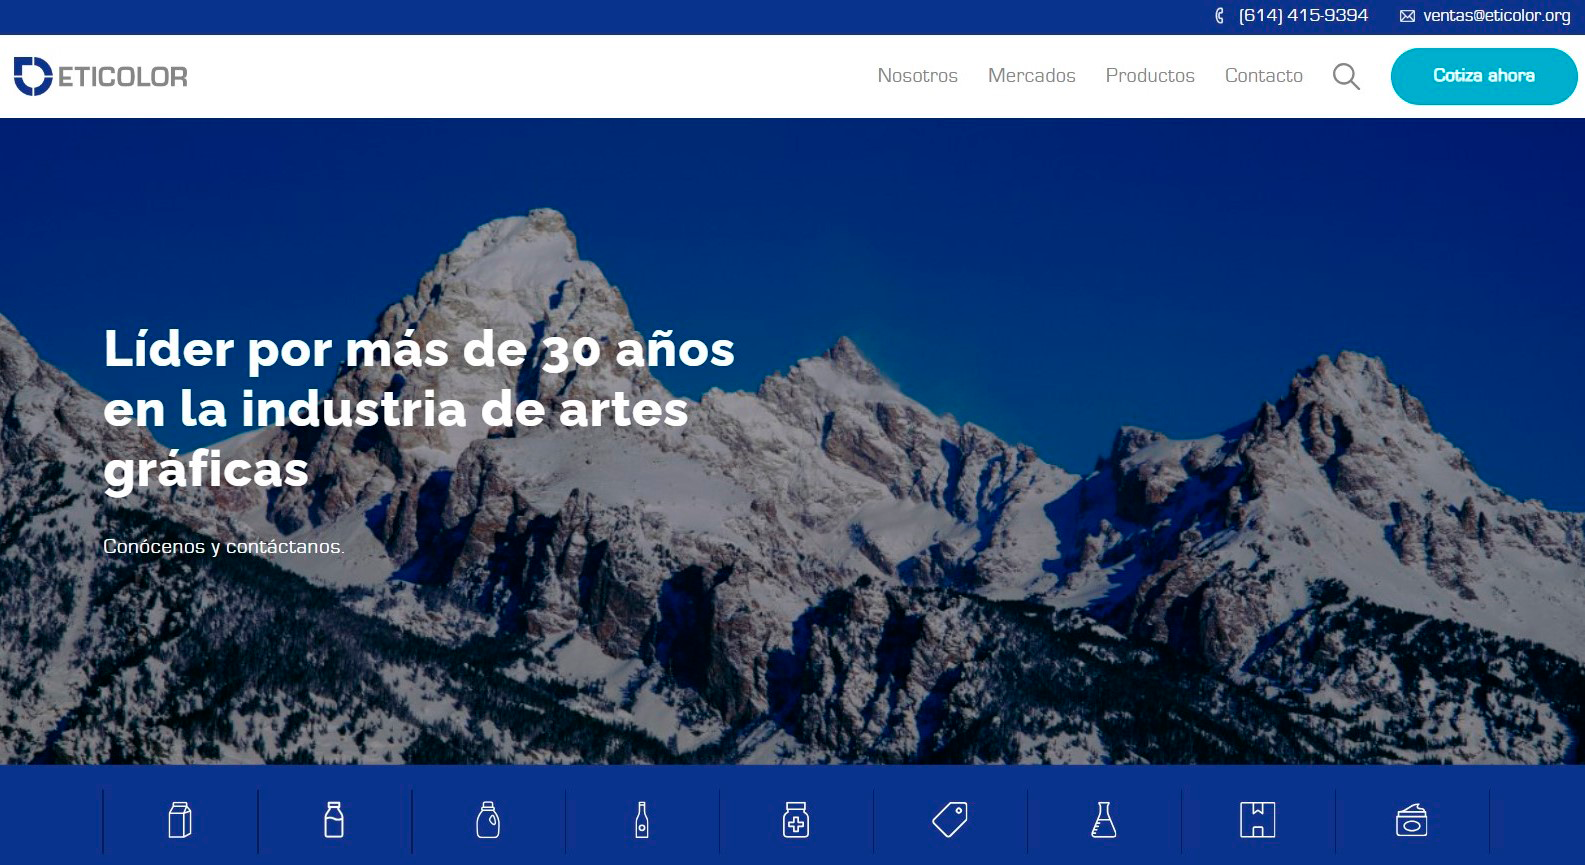 (614) 415-9394
ventas@eticolor.org
ETICOLOR
Nosotros
Mercados
Productos
Contacto
Cotiza ahora
Líder por más de 30 años
en la industria de artes
gráficas
Conócenos y contáctanos.